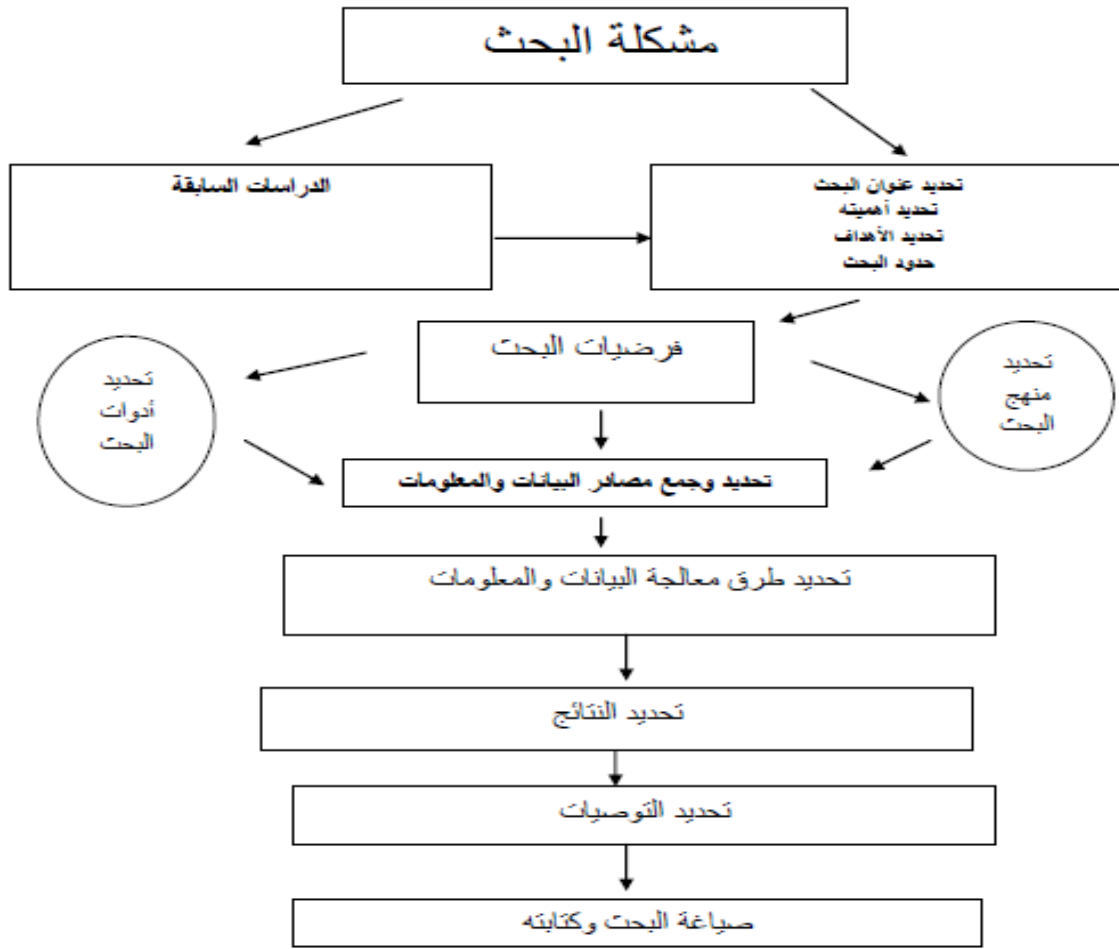 مشكلة البحث
الدراسات السابقة
تحديد عنوان البحث
تحديد أهميته
تحديد الأهداف
حدود البحث
فرضيات البحث
تحديد
منهج
البحث
تحديد
أدوات
البحث
تحديد وجمع مصادر البيانات والمعلومات
تحديد طرق معالجة البيانات والمعلومات
تحديد النتائج
تحديد التوصيات
صياغة البحث وكتابته